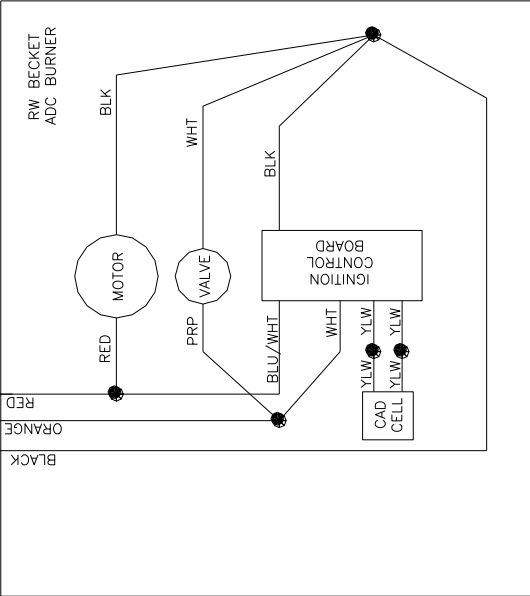 RW BECKET
ADC BURNER
BLK
WHT
BLK
MOTOR
VALVE
IGNITION
CONTROL
BOARD
RED
PRP
BLU/WHT
WHT
YLW
YLW
YLW
YLW
CAD
CELL
RED
ORANGE
BLACK